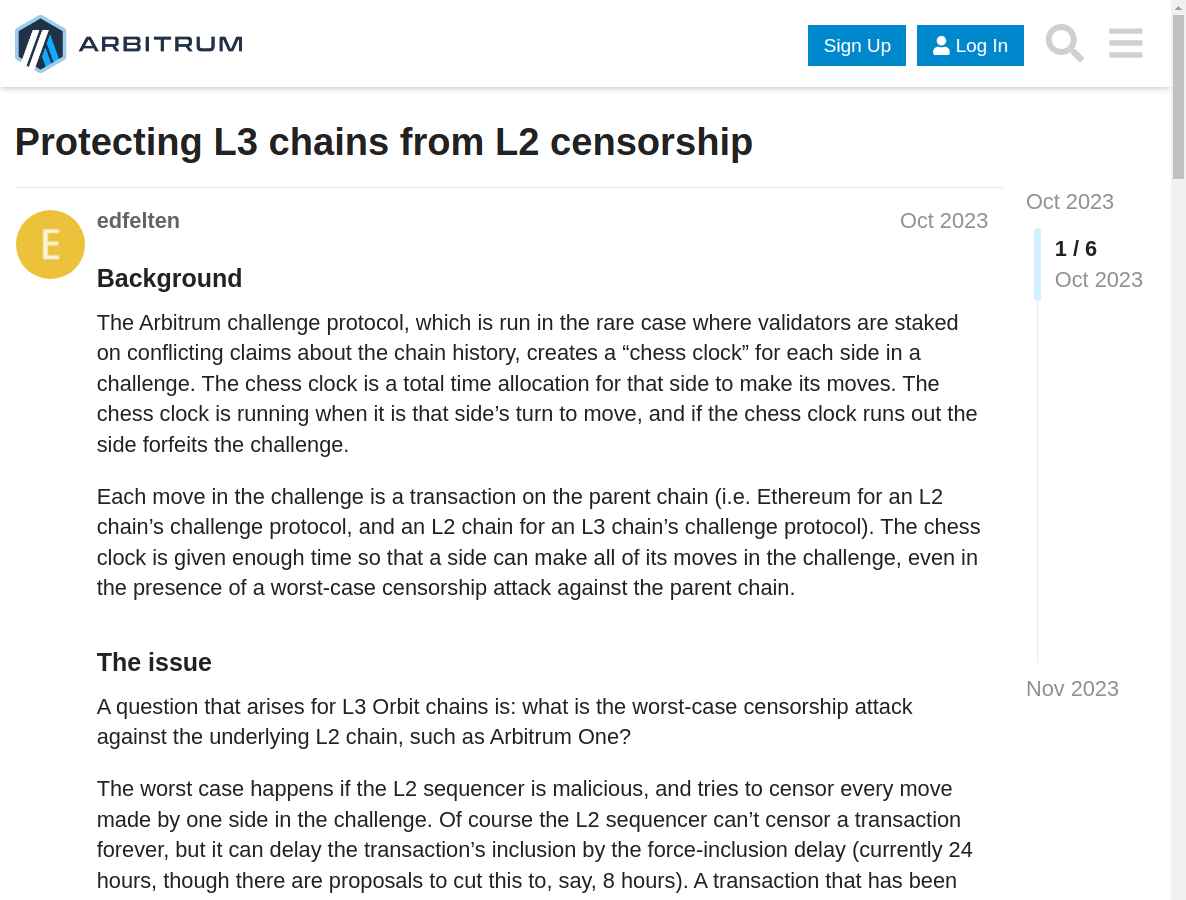 ARBITRUM
Sign Up
Log In
Protecting L3 chains from L2 censorship
E
edfelten
Oct 2023
Background
The Arbitrum challenge protocol, which is run in the rare case where validators are staked
on conflicting claims about the chain history, creates a “chess clock” for each side in a
challenge. The chess clock is a total time allocation for that side to make its moves. The
chess clock is running when it is that side’s turn to move, and if the chess clock runs out the
side forfeits the challenge.
Each move in the challenge is a transaction on the parent chain (i.e. Ethereum for an L2
chain’s challenge protocol, and an L2 chain for an L3 chain’s challenge protocol). The chess
clock is given enough time so that a side can make all of its moves in the challenge, even in
the presence of a worst-case censorship attack against the parent chain.
The issue
A question that arises for L3 Orbit chains is: what is the worst-case censorship attack
against the underlying L2 chain, such as Arbitrum One?
The worst case happens if the L2 sequencer is malicious, and tries to censor every move
made by one side in the challenge. Of course the L2 sequencer can’t censor a transaction
forever, but it can delay the transaction’s inclusion by the force-inclusion delay (currently 24
hours, though there are proposals to cut this to, say, 8 hours). A transaction that has been
Oct 2023
1 / 6
Oct 2023
Nov 2023